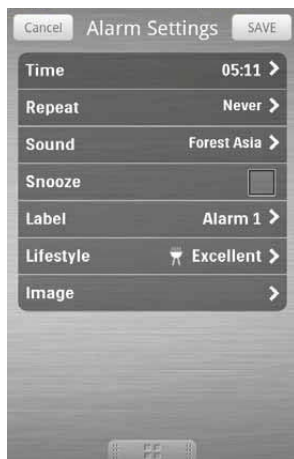 Cancel Alarm Settings SAVE
Time 05:11
Repeat Never
Sound Forest Asia
Snooze
Label Alarm 1
Lifestyle Excellent
Image